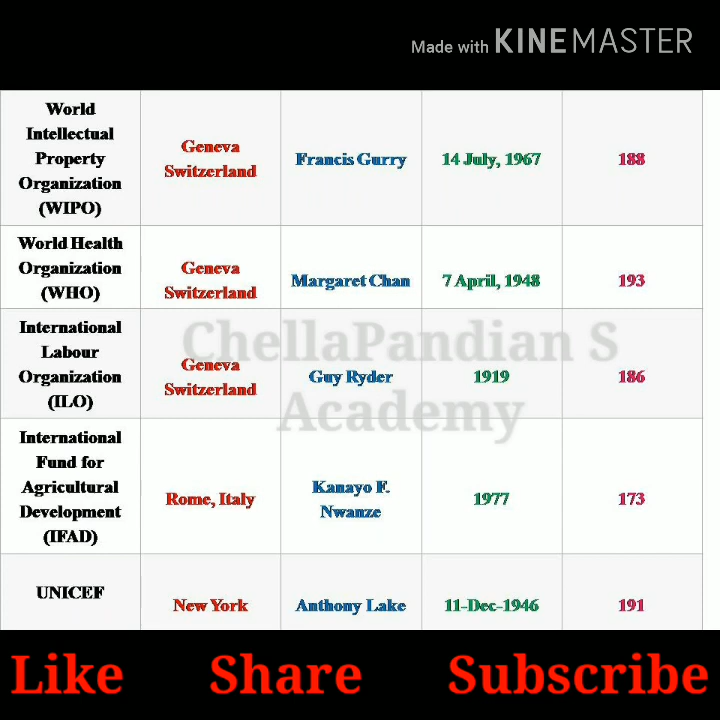 Made with KINEMASTER
World
Intellectual
Property
Organization
(WIPO)
Geneva
Switzerland
Francis Gurry
14 July, 1967
188
World Health
Organization
(WHO)
Geneva
Switzerland
Margaret Chan
7 April, 1948
193
International
Labour
Organization
(ILO)
Geneva
Switzerland
Guy Ryder
1919
186
ChellaPandian S
Academy
International
Fund for
Agricultural
Development
(IFAD)
Rome, Italy
Kanayo F.
Nwanze
1977
173
UNICEF
New York
Anthony Lake
11-Dec-1946
191
Like Share Subscribe